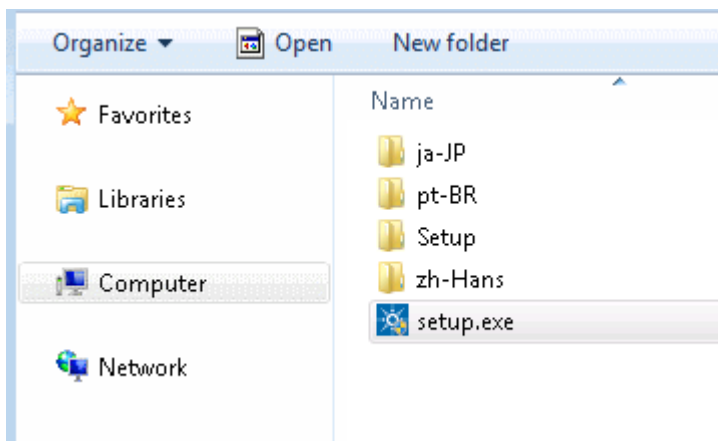 Organize Open New folder
Favorites
Libraries
Computer
Network
Name
ja-JP
pt-BR
Setup
zh-Hans
setup.exe